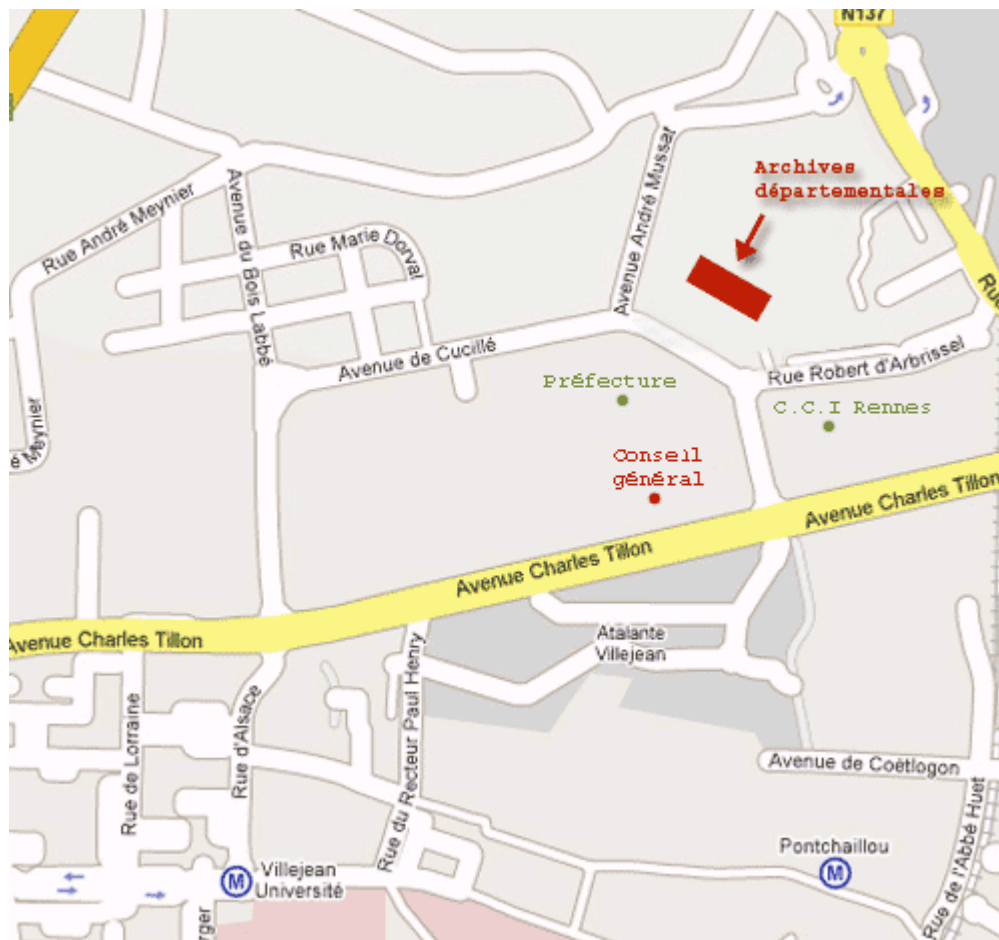 N137
Archives
départementales
Avenue André Mussat
Rue André Meynier
Avenue du Bois Labbé
Rue Marie Dorval
Rue
Avenue de Cucillé
Rue Robert d'Arbrissel
Préfecture
C.C.I Rennes
é Meynier
Conseil
général
Avenue Charles Tillon
Avenue Charles Tillon
Avenue Charles Tillon
Atalante
Villejean
Rue de Lorraine
Rue d'Alsace
Rue du Recteur Paul Henry
Avenue de Coëtlogon
Rue de l'Abbé Huet
Pontchaillou
M
Villejean
Université
M
rger